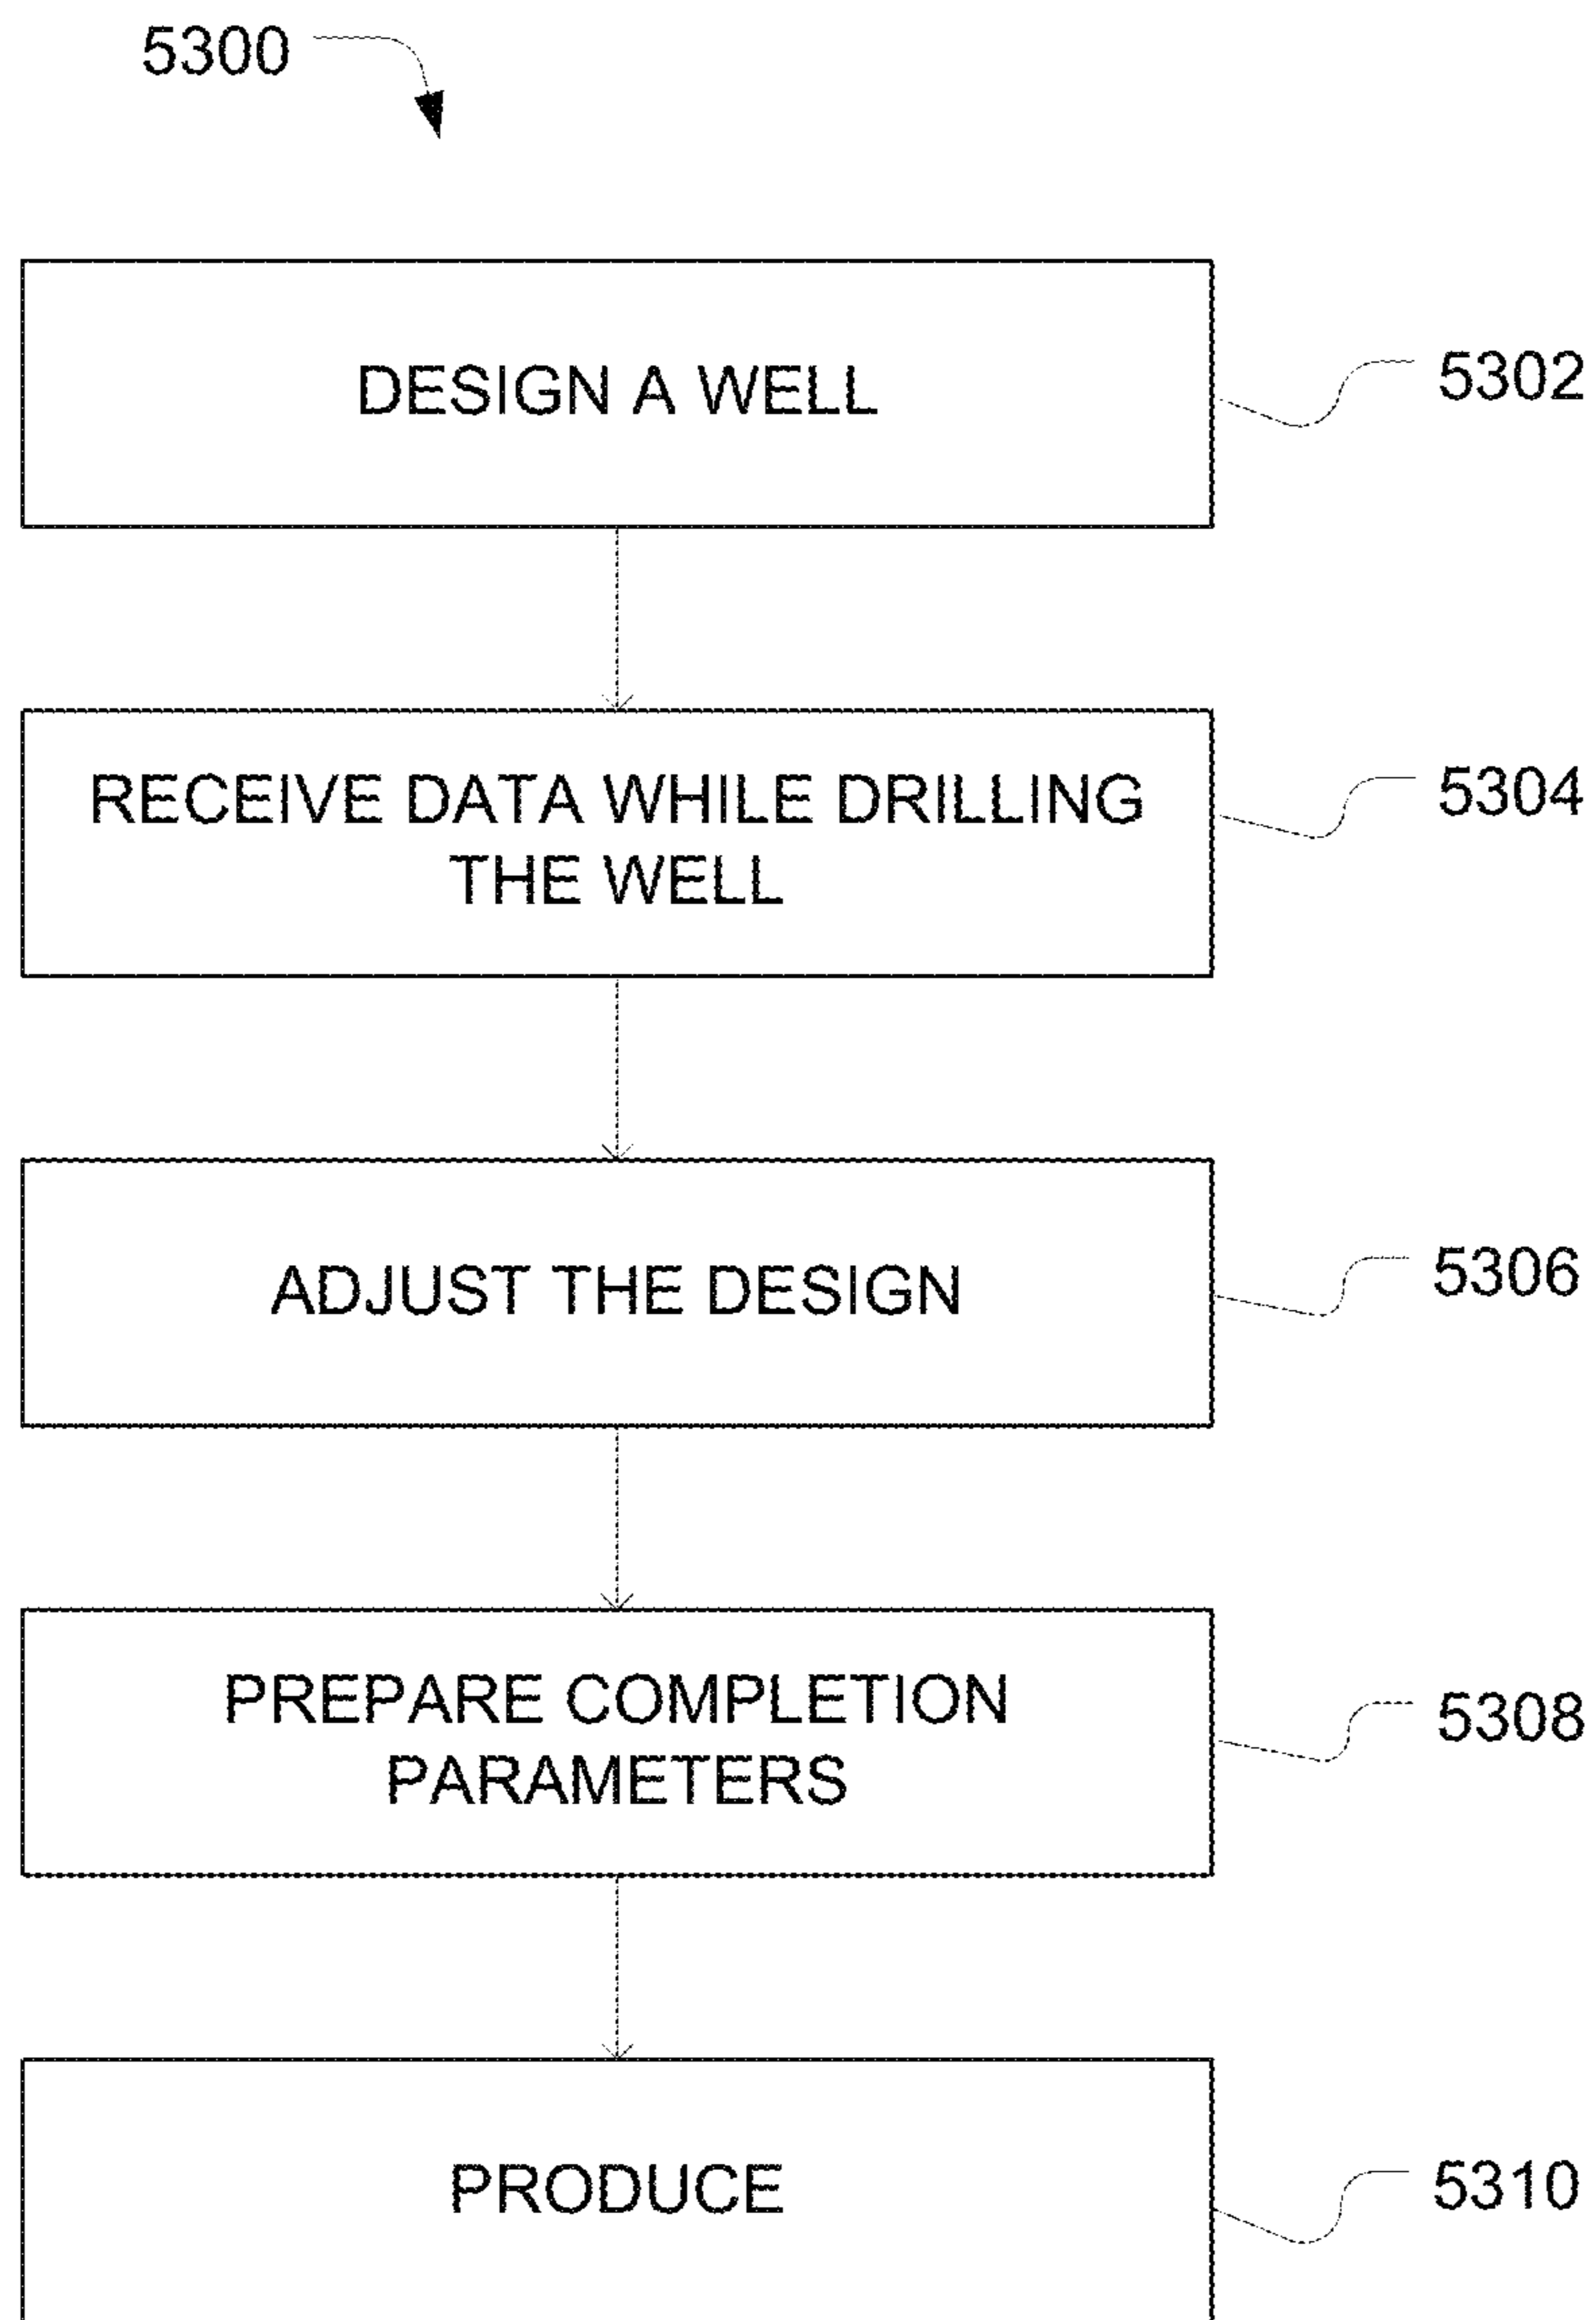 5300
DESIGN A WELL
5302
RECEIVE DATA WHILE DRILLING
THE WELL
5304
ADJUST THE DESIGN
5306
PREPARE COMPLETION
PARAMETERS
5308
PRODUCE
5310